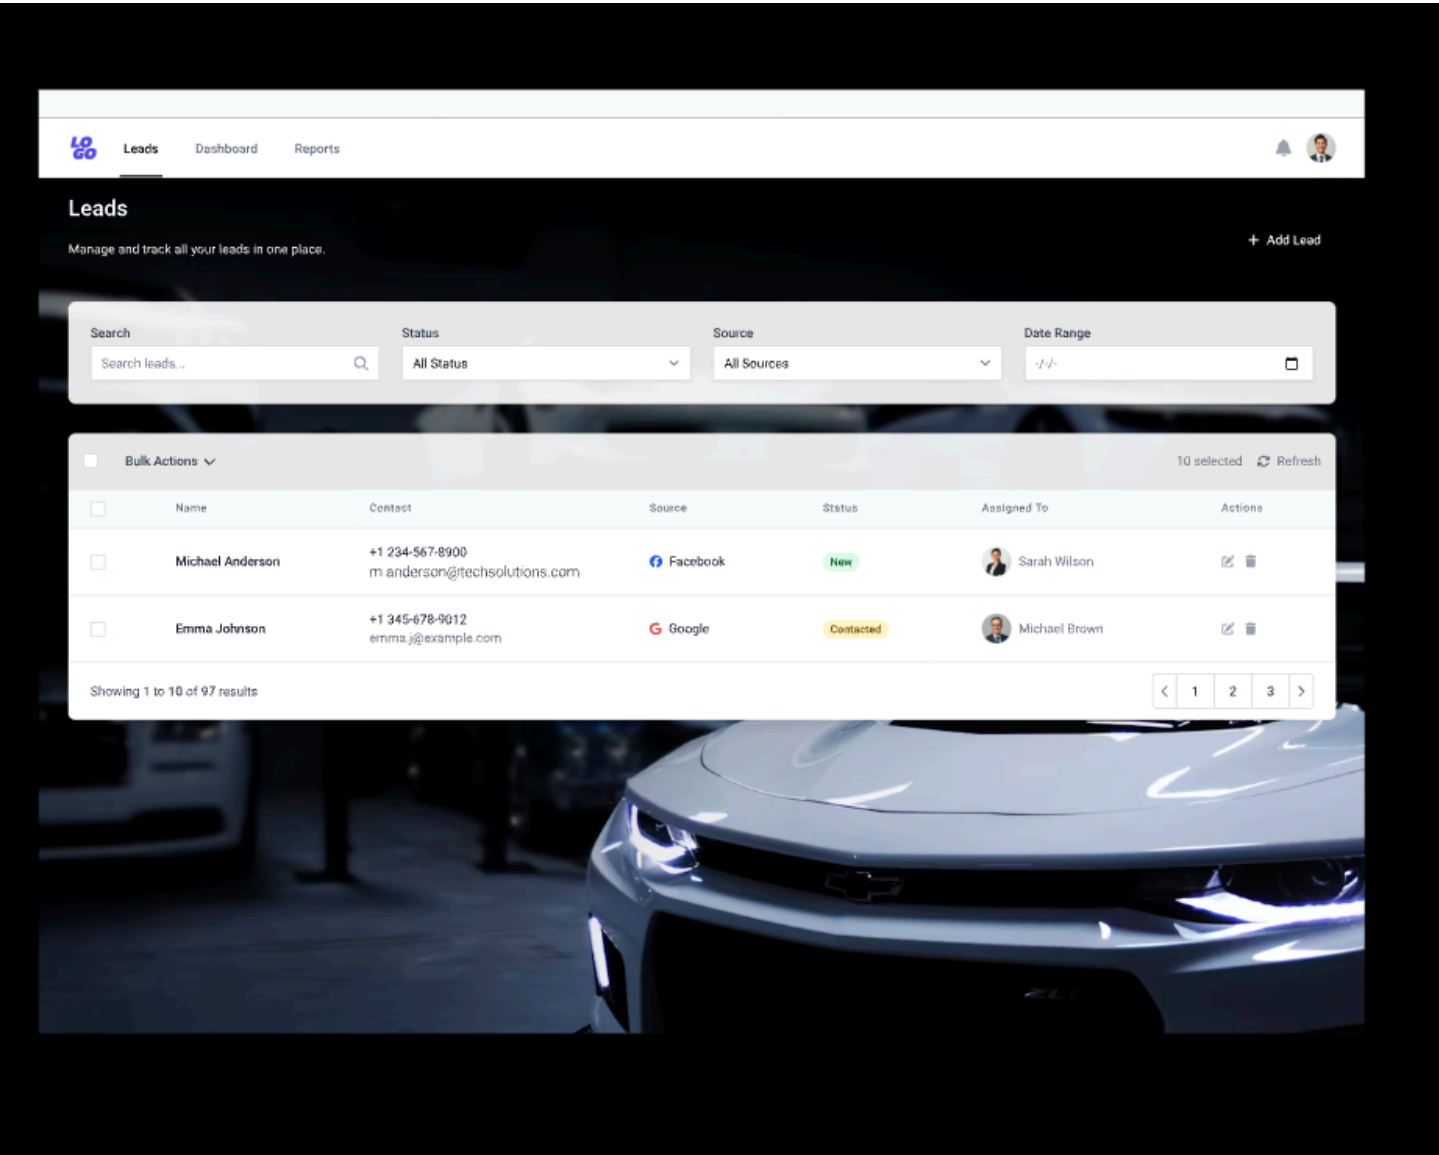 LO
GO
Leads
Dashboard
Reports
Leads
Manage and track all your leads in one place.
+ Add Lead
Search
Status
Source
Date Range
Search leads...
All Status
All Sources
-/-/-
Bulk Actions
10 selected
Refresh
Name
Contact
Source
Status
Assigned To
Actions
Michael Anderson
+1 234-567-8900
m anderson@techsolutions.com
Facebook
New
Sarah Wilson
Emma Johnson
+1 345-678-9012
emma.j@example.com
Google
Contacted
Michael Brown
Showing 1 to 10 of 97 results
1
2
3